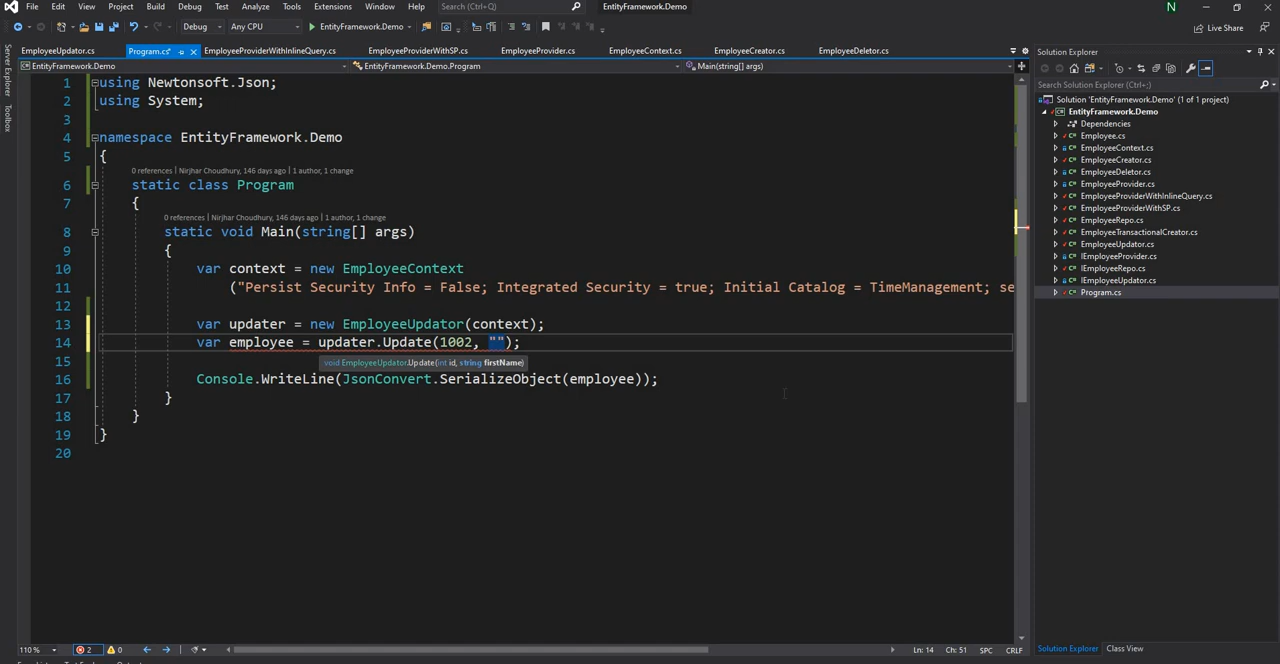 File Edit View Project Build Debug Test Analyze Tools Extensions Window Help Search (Ctrl+Q) EntityFramework.Demo N
Debug Any CPU EntityFramework.Demo Live Share
EmployeeUpdator.cs Program.cs* EmployeeProviderWithInlineQuery.cs EmployeeProviderWithSP.cs EmployeeProvider.cs EmployeeContext.cs EmployeeCreator.cs EmployeeDeletor.cs
EntityFramework.Demo EntityFramework.Demo.Program Main(string[] args)
Server Explorer
Toolbox
1 using Newtonsoft.Json;
2 using System;
3
4 namespace EntityFramework.Demo
5 {
0 references | Nirjhar Choudhury, 146 days ago | 1 author, 1 change
6 static class Program
7 {
0 references | Nirjhar Choudhury, 146 days ago | 1 author, 1 change
8 static void Main(string[] args)
9 {
10 var context = new EmployeeContext
11 ("Persist Security Info = False; Integrated Security = true; Initial Catalog = TimeManagement; se
12
13 var updater = new EmployeeUpdator(context);
14 var employee = updater.Update(1002, "");
void EmployeeUpdator.Update(int id, string firstName)
15
16 Console.WriteLine(JsonConvert.SerializeObject(employee));
17 }
18 }
19 }
20
110 % 2 0 Ln: 14 Ch: 51 SPC CRLF
Solution Explorer
Search Solution Explorer (Ctrl+;)
Solution 'EntityFramework.Demo' (1 of 1 project)
EntityFramework.Demo
Dependencies
Employee.cs
EmployeeContext.cs
EmployeeCreator.cs
EmployeeDeletor.cs
EmployeeProvider.cs
EmployeeProviderWithInlineQuery.cs
EmployeeProviderWithSP.cs
EmployeeRepo.cs
EmployeeTransactionalCreator.cs
EmployeeUpdator.cs
IEmployeeProvider.cs
IEmployeeRepo.cs
IEmployeeUpdator.cs
Program.cs
Solution Explorer Class View